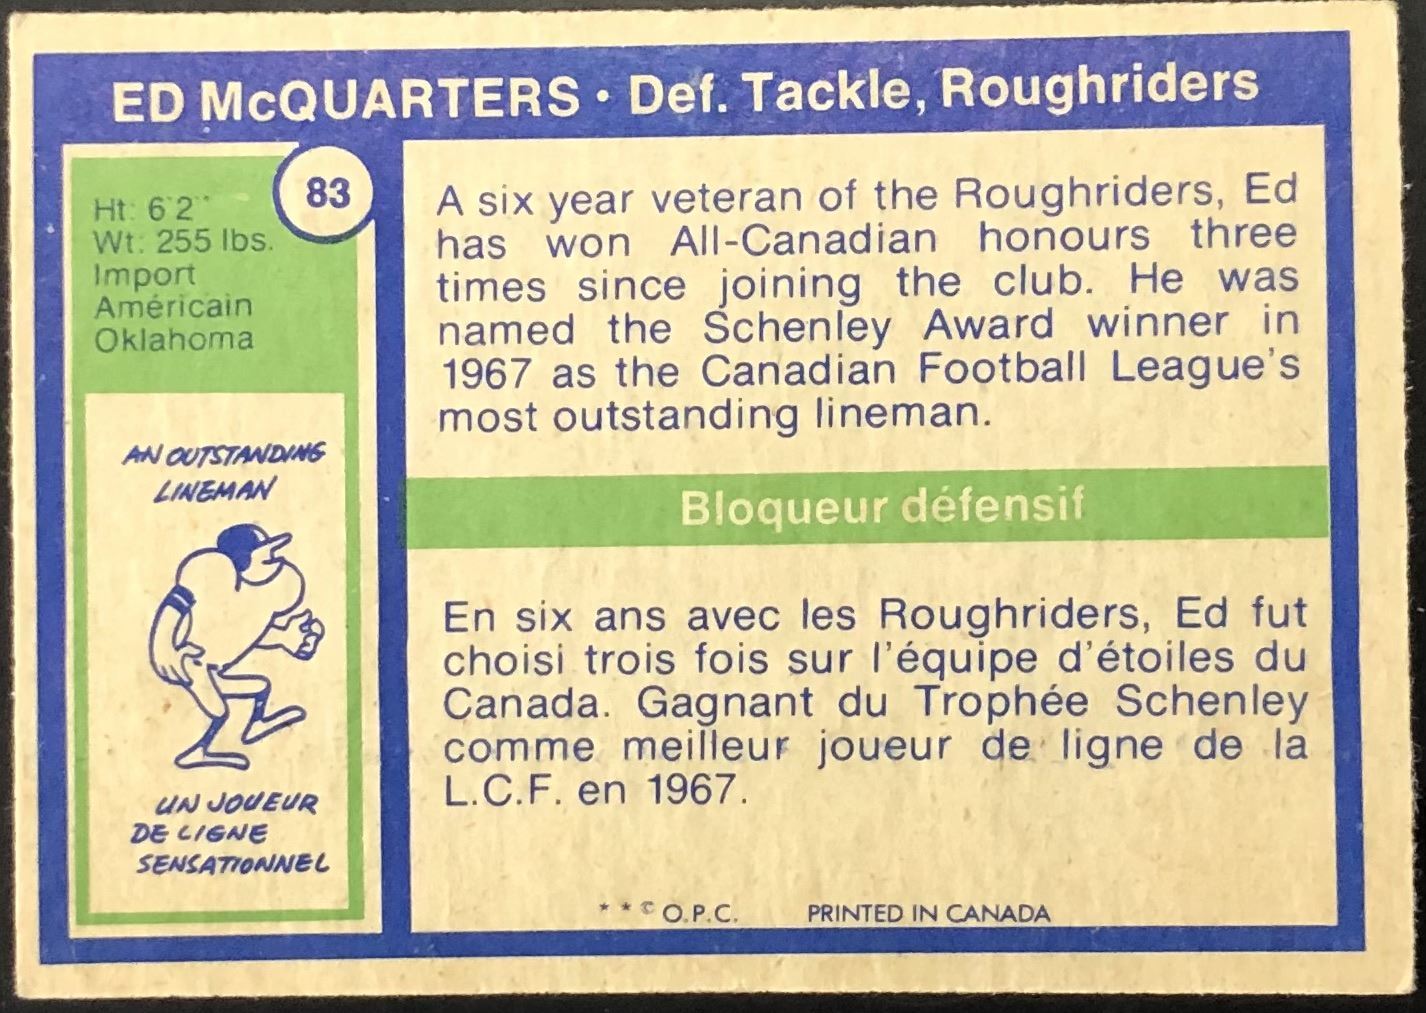 ED McQUARTERS • Def. Tackle, Roughriders
83
Ht: 6'2"
Wt: 255 lbs.
Import
Américain
Oklahoma
AN OUTSTANDING
LINEMAN
UN JOUEUR
DE LIGNE
SENSATIONNEL
A six year veteran of the Roughriders, Ed
has won All-Canadian honours three
times since joining the club. He was
named the Schenley Award winner in
1967 as the Canadian Football League's
most outstanding lineman.
Bloqueur défensif
En six ans avec les Roughriders, Ed fut
choisi trois fois sur l'équipe d'étoiles du
Canada. Gagnant du Trophée Schenley
comme meilleur joueur de ligne de la
L.C.F. en 1967.
* * © O.P.C. PRINTED IN CANADA